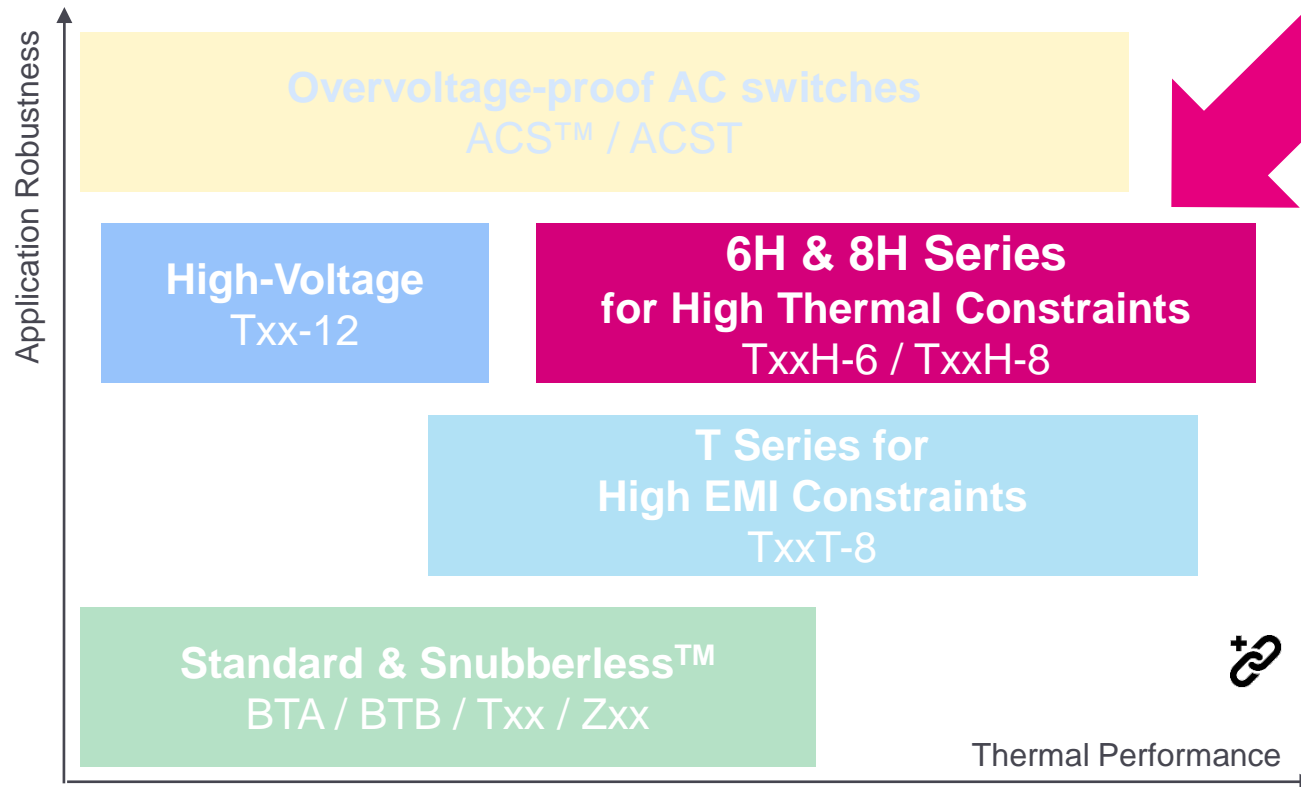 Application Robustness
Overvoltage-proof AC switches
ACS™ / ACST
High-Voltage
Txx-12
6H & 8H Series
for High Thermal Constraints
TxxH-6 / TxxH-8
T Series for
High EMI Constraints
TxxT-8
Standard & Snubberless™
BTA / BTB / Txx / Zxx
Thermal Performance